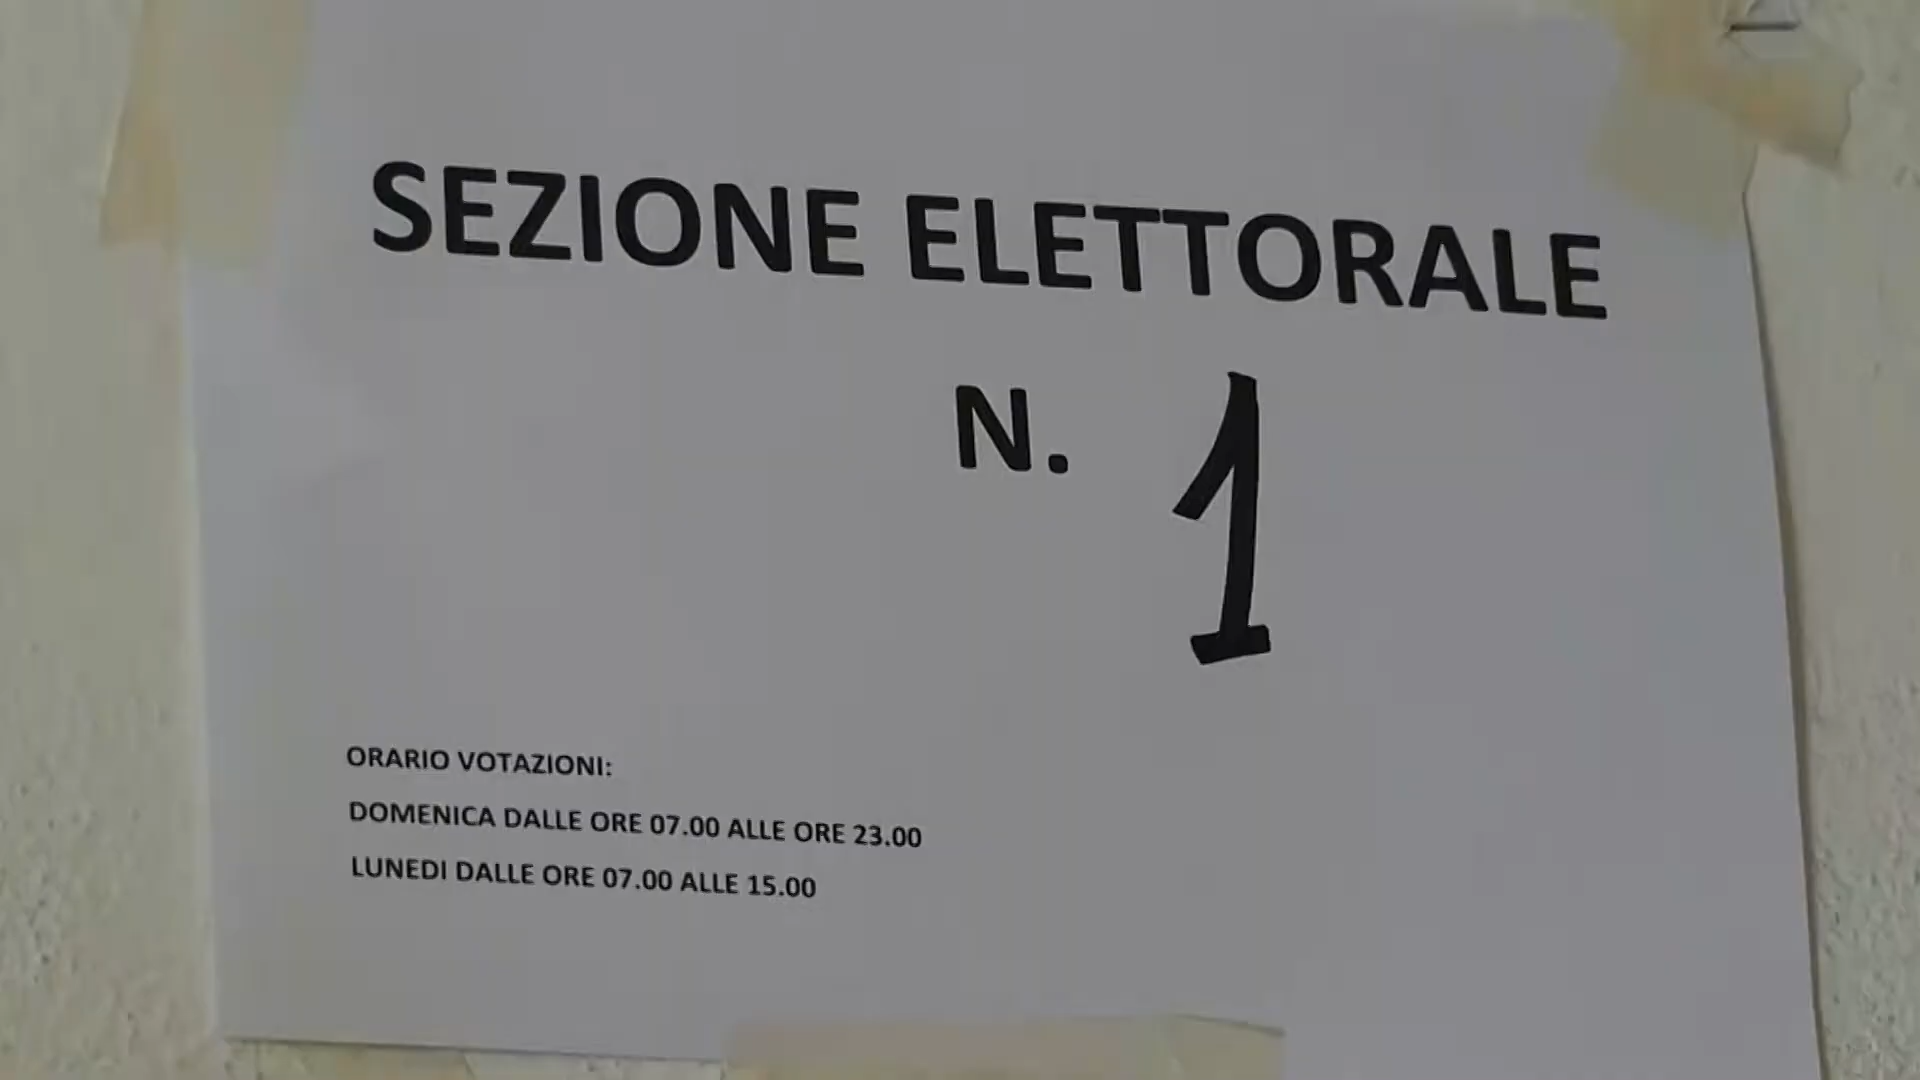 SEZIONE ELETTORALE
N. 1
ORARIO VOTAZIONI:
DOMENICA DALLE ORE 07.00 ALLE ORE 23.00
LUNEDI DALLE ORE 07.00 ALLE 15.00